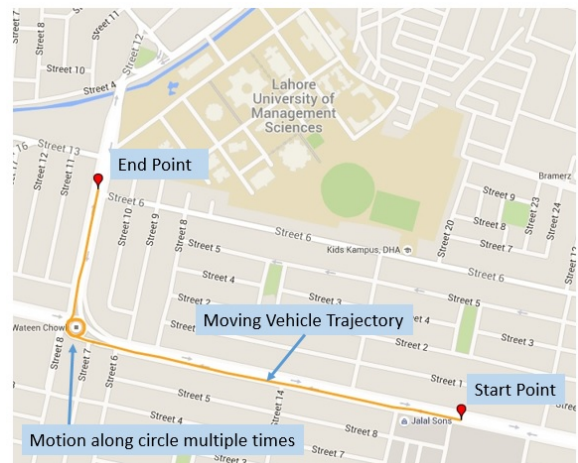 Street 11
Street 7
Street 8
Street 12
Street 10
Street 4
Lahore
University of
Management
Sciences
Street 13
16
Street 12
Street 11
End Point
Street 6
Street 10
Street 9
Street 8
Street 6
Bramerz
Street 9
Street 23
Street 24
Street 8
Street 20
Street 7
Kids Kampus, DHA
Street 6
Street 5
Street 4
Street 5
Street 2
Street 3
Street 4
Moving Vehicle Trajectory
Wateen Chow
Street 8
Street 7
Street 6
Street 3
Street 2
Street 1
Street 5
Street 14
Start Point
Jalal Sons
Street 8
Motion along circle multiple times